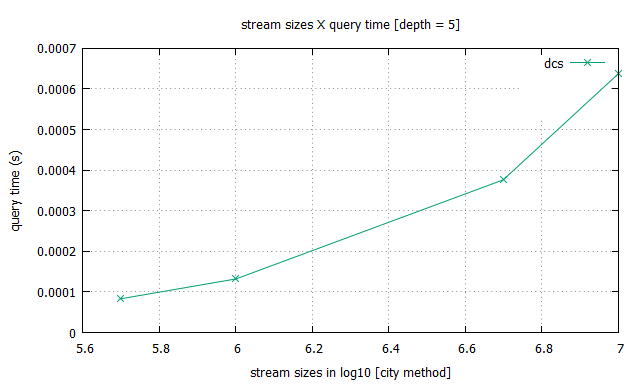 stream sizes X query time [depth = 5]
dcs
0.0007
0.0006
0.0005
0.0004
0.0003
0.0002
0.0001
0
query time (s)
5.6 5.8 6 6.2 6.4 6.6 6.8 7
stream sizes in log10 [city method]